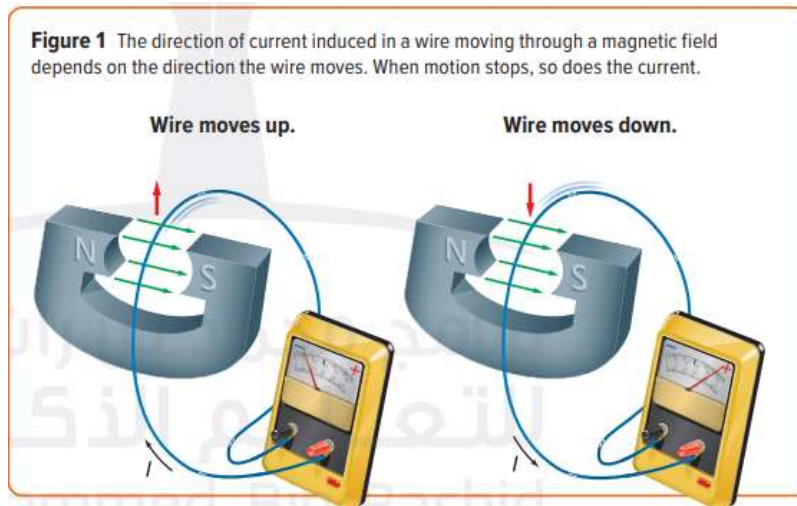 Figure 1 The direction of current induced in a wire moving through a magnetic field
depends on the direction the wire moves. When motion stops, so does the current.
Wire moves up.
Wire moves down.
N
S
I
N
S
I